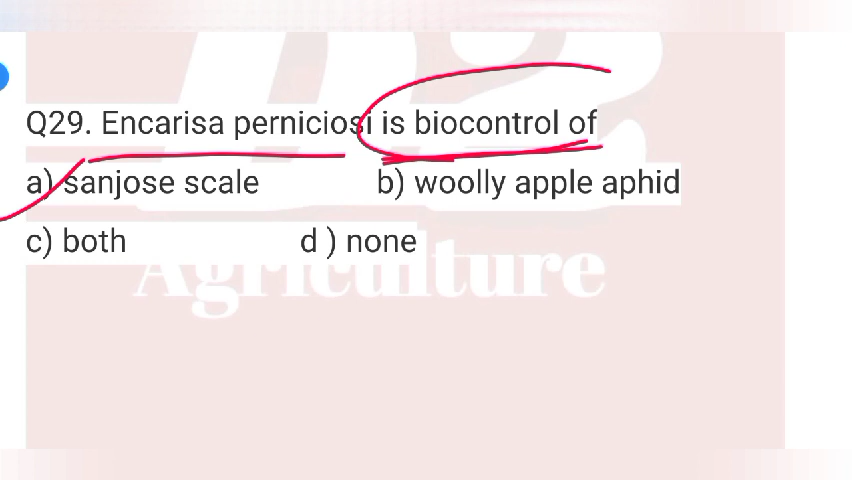 Q29. Encarisa perniciosi is biocontrol of
a) sanjose scale b) woolly apple aphid
c) both d ) none
Agriculture